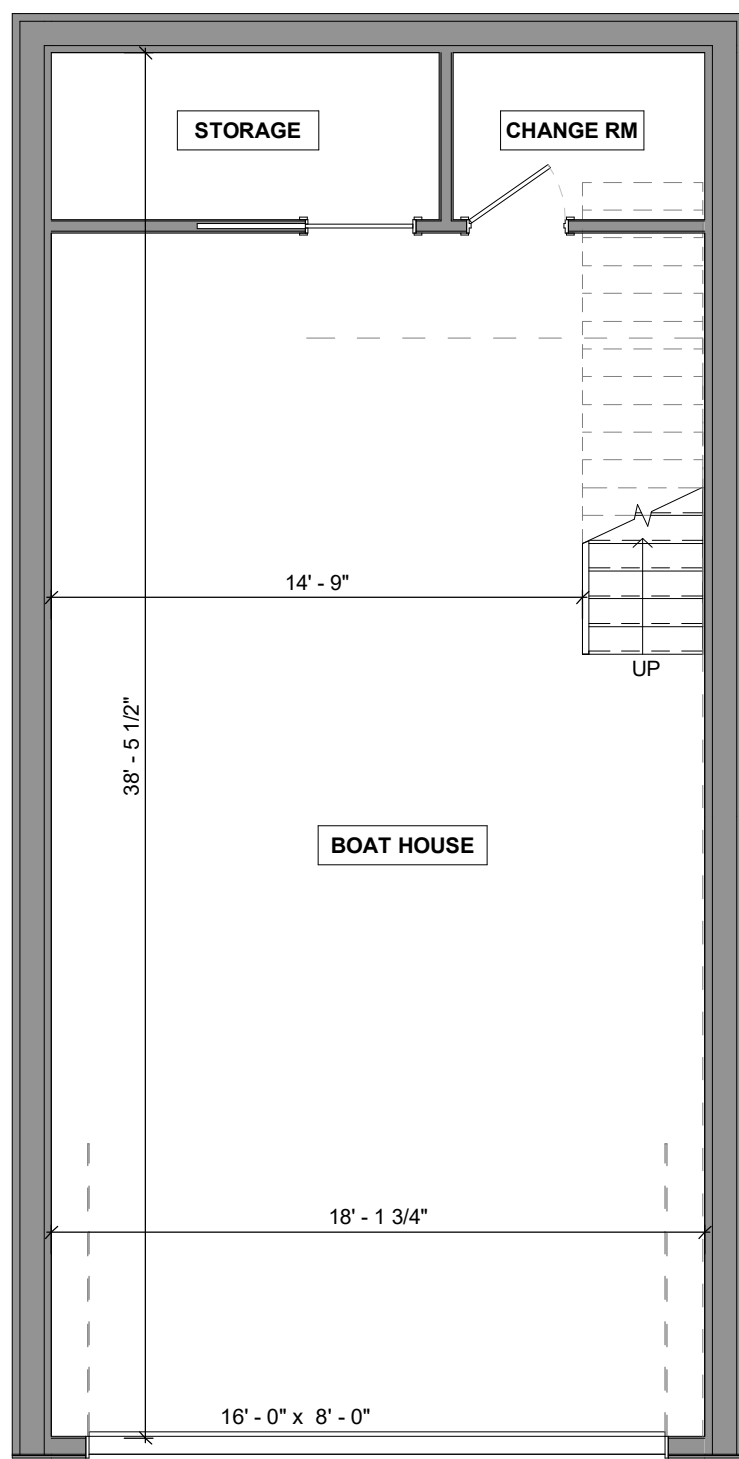 STORAGE
CHANGE RM
14' - 9"
UP
38' - 5 1/2"
BOAT HOUSE
18' - 1 3/4"
16' - 0" x 8' - 0"